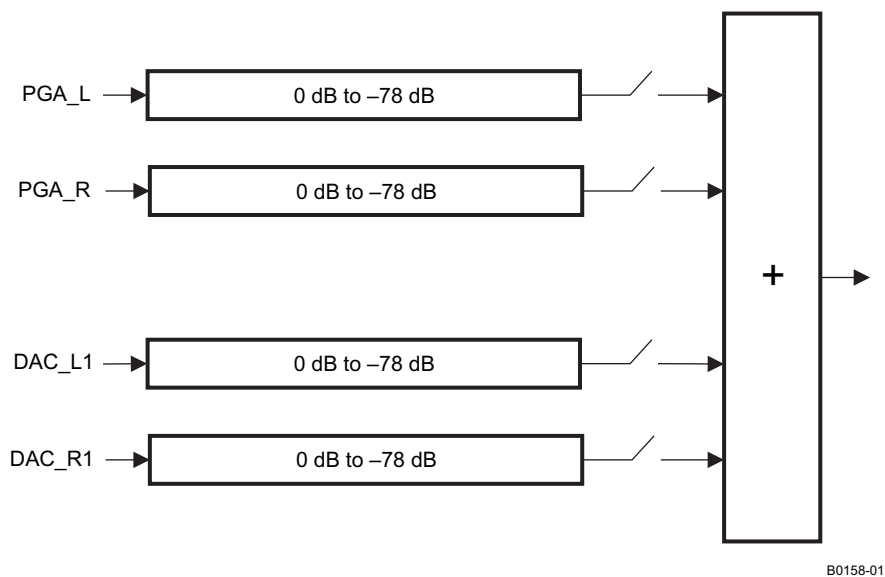 PGA_L
0 dB to –78 dB
PGA_R
0 dB to –78 dB
+
DAC_L1
0 dB to –78 dB
DAC_R1
0 dB to –78 dB
B0158-01